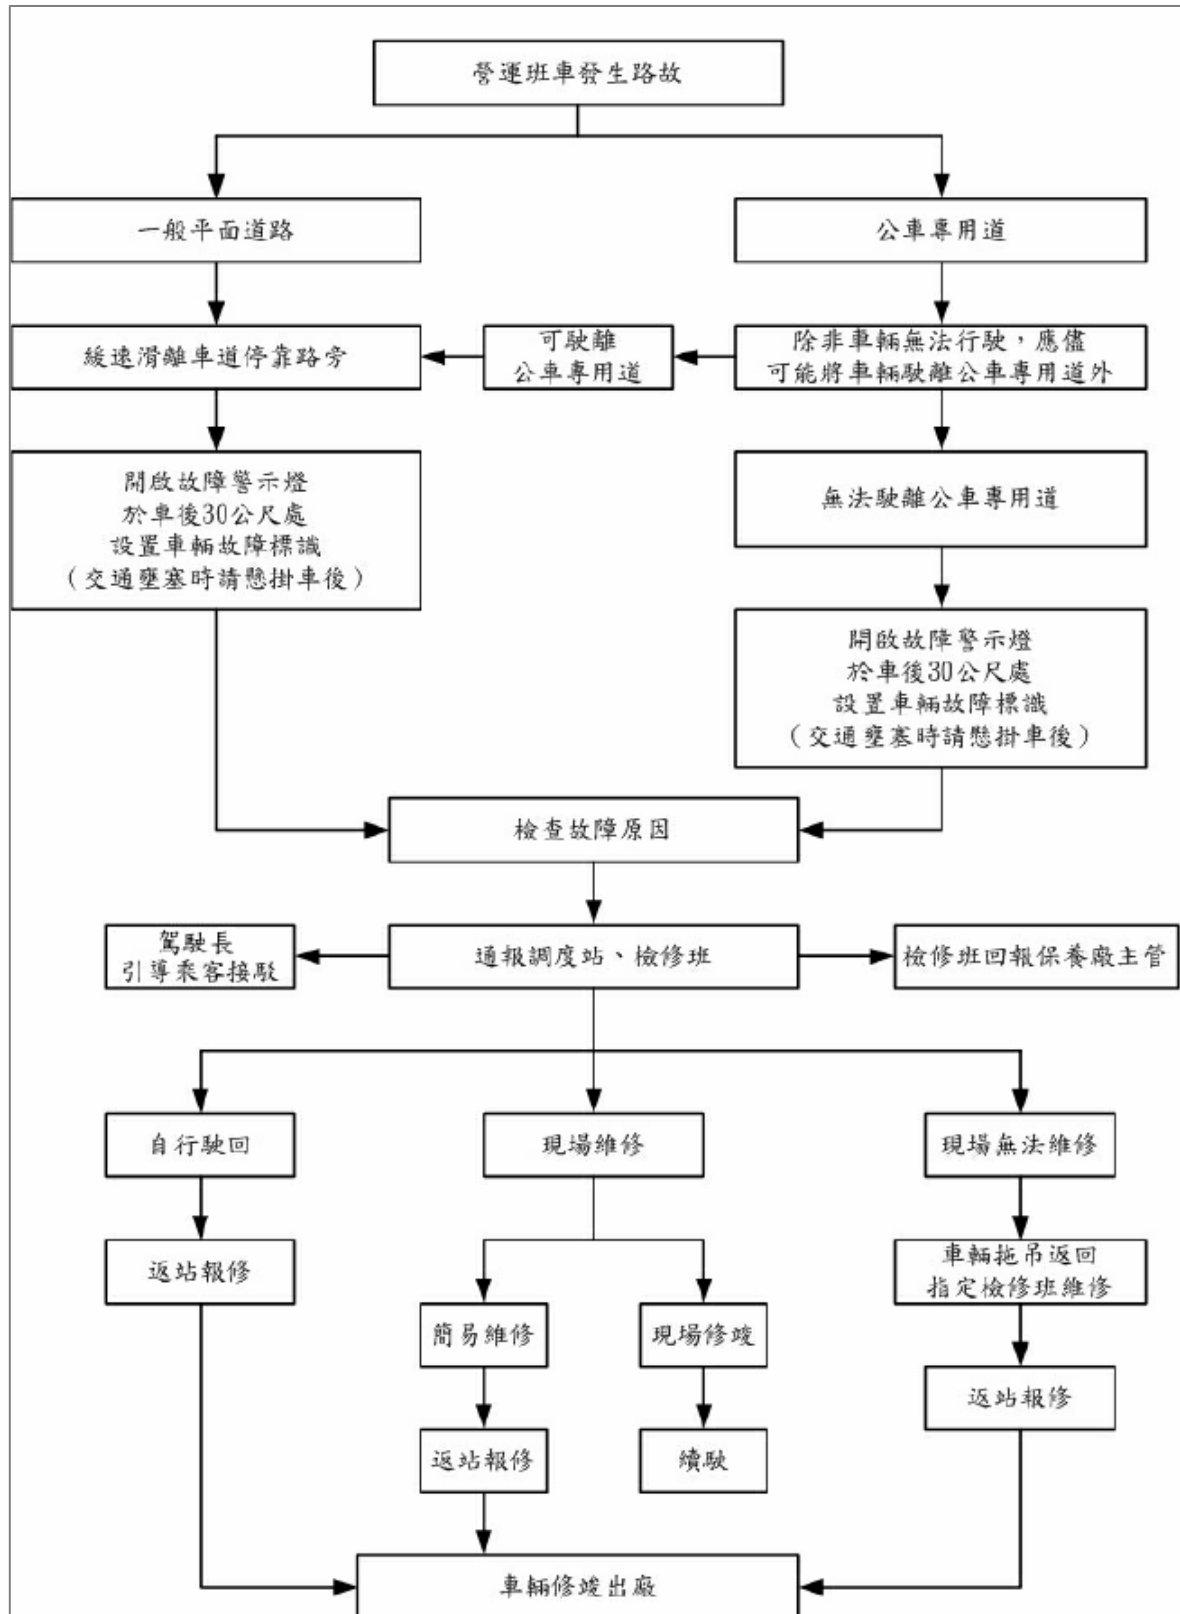 營運班車發生路故
一般平面道路
公車專用道
緩速滑離車道停靠路旁
可駛離
公車專用道
除非車輛無法行駛，應儘
可能將車輛駛離公車專用道外
開啟故障警示燈
於車後30公尺處
設置車輛故障標識
（交通壅塞時請懸掛車後）
無法駛離公車專用道
開啟故障警示燈
於車後30公尺處
設置車輛故障標識
（交通壅塞時請懸掛車後）
檢查故障原因
駕駛長
引導乘客接駁
通報調度站、檢修班
檢修班回報保養廠主管
自行駛回
現場維修
現場無法維修
返站報修
車輛拖吊返回
指定檢修班維修
簡易維修
現場修竣
返站報修
返站報修
續駛
車輛修竣出廠